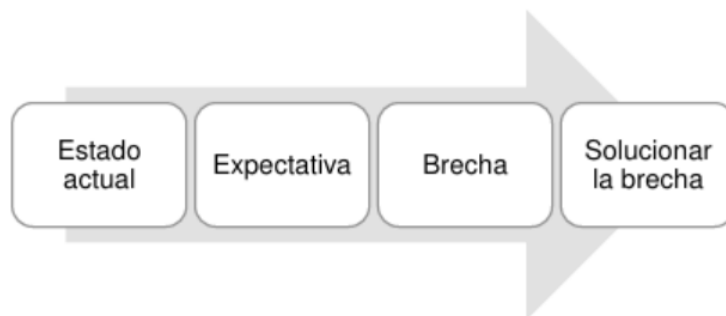 Estado
actual
Expectativa
Brecha
Solucionar
la brecha